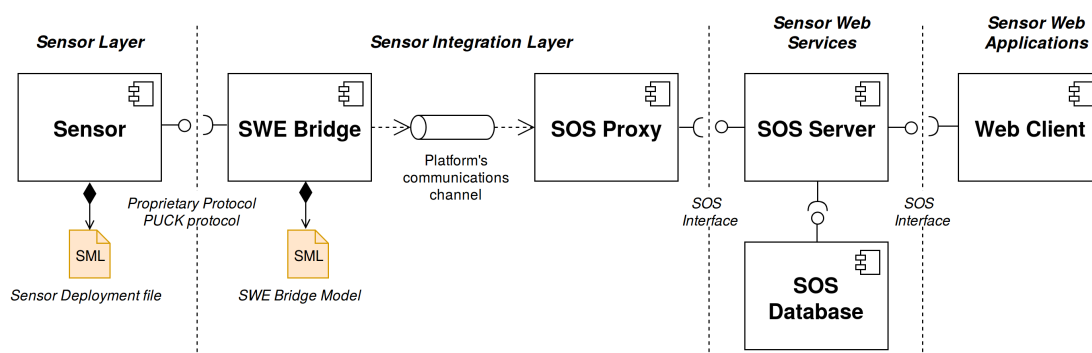 Sensor Layer
Sensor Integration Layer
Sensor Web
Services
Sensor Web
Applications
Sensor
SWE Bridge
SOS Proxy
SOS Server
Web Client
Platform's
communications
channel
Proprietary Protocol
PUCK protocol
SOS
Interface
SOS
Interface
SML
SML
Sensor Deployment file
SWE Bridge Model
SOS
Database